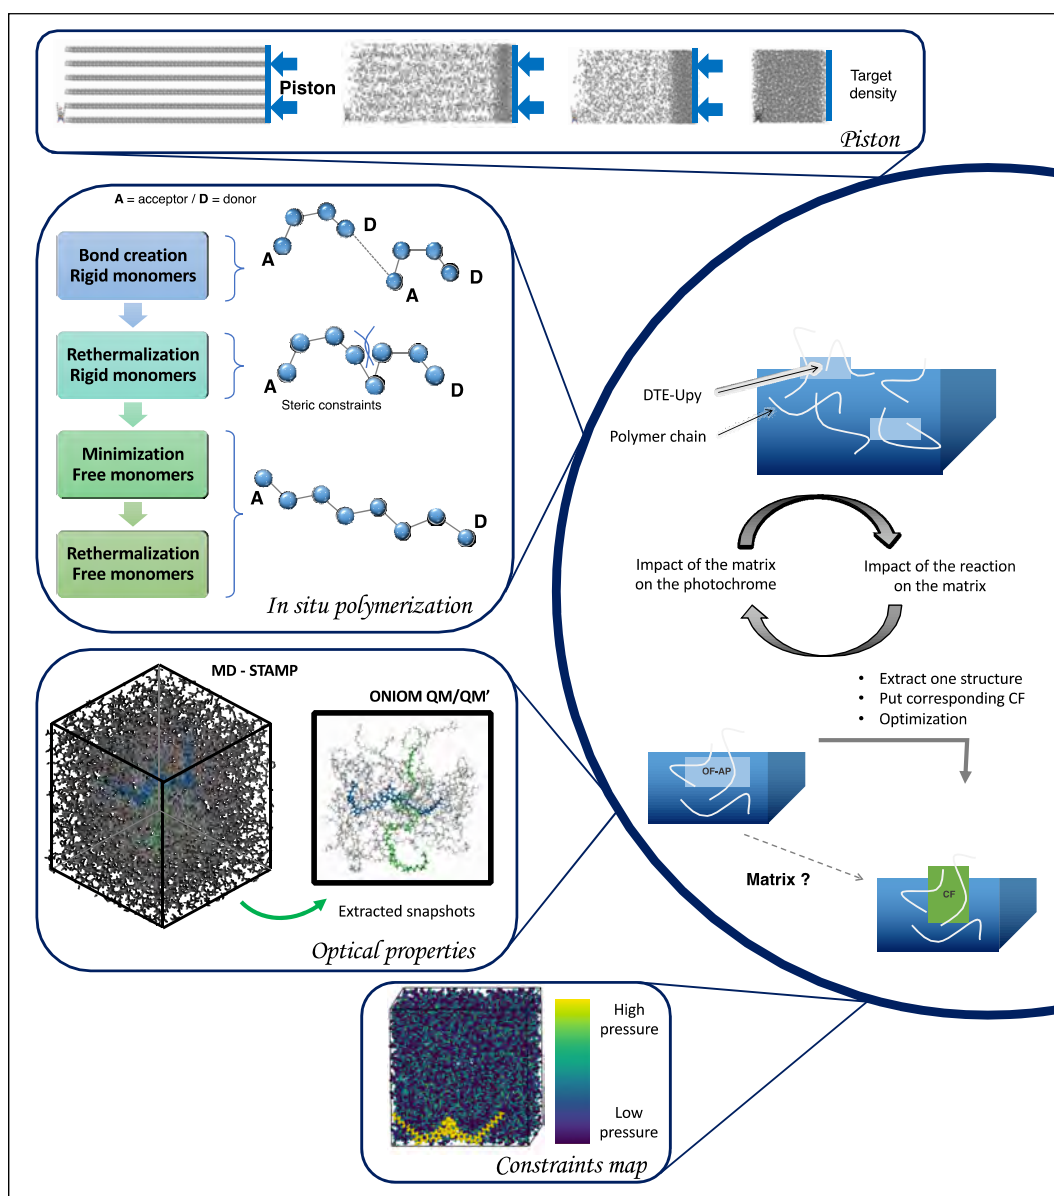 Piston
Target
density
Piston
A = acceptor / D = donor
Bond creation
Rigid monomers
A
D
A
D
Rethermalization
Rigid monomers
A
D
Steric constraints
Minimization
Free monomers
A
D
Rethermalization
Free monomers
In situ polymerization
DTE-Upy
Polymer chain
Impact of the matrix
on the photochrome
Impact of the reaction
on the matrix
• Extract one structure
• Put corresponding CF
• Optimization
OF-AP
Matrix ?
CF
MD - STAMP
ONIOM QM/QM’
Extracted snapshots
Optical properties
High
pressure
Low
pressure
Constraints map